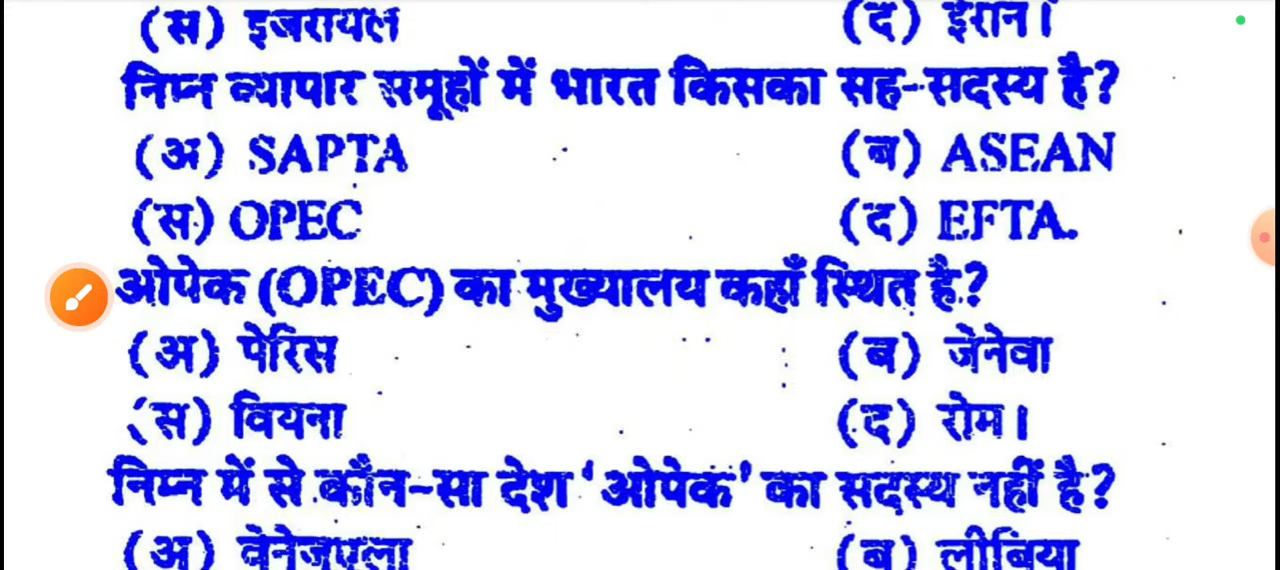 (स) इजरायल (द) ईरान।
निम्न व्यापार समूहों में भारत किसका सह-सदस्य है?
(अ) SAPTA (ब) ASEAN
(स) OPEC (द) EFTA.
ओपेक (OPEC) का मुख्यालय कहाँ स्थित है?
(अ) पेरिस (ब) जेनेवा
(स) वियना (द) रोम।
निम्न में से कौन-सा देश ‘ओपेक’ का सदस्य नहीं है?
(अ) वेनेजुएला (ब) लीबिया